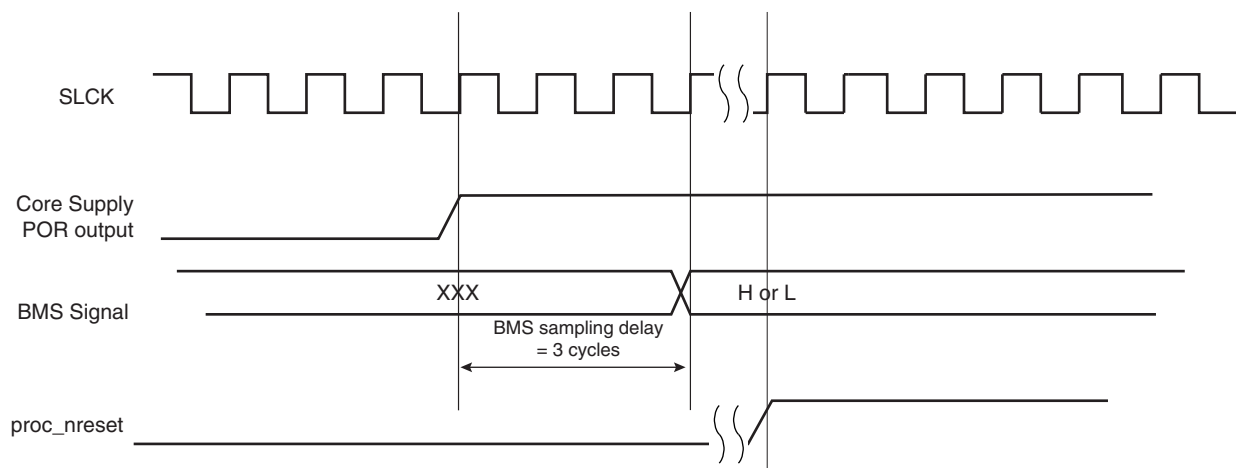 SLCK
Core Supply
POR output
BMS Signal
XXX
H or L
BMS sampling delay
= 3 cycles
proc_nreset